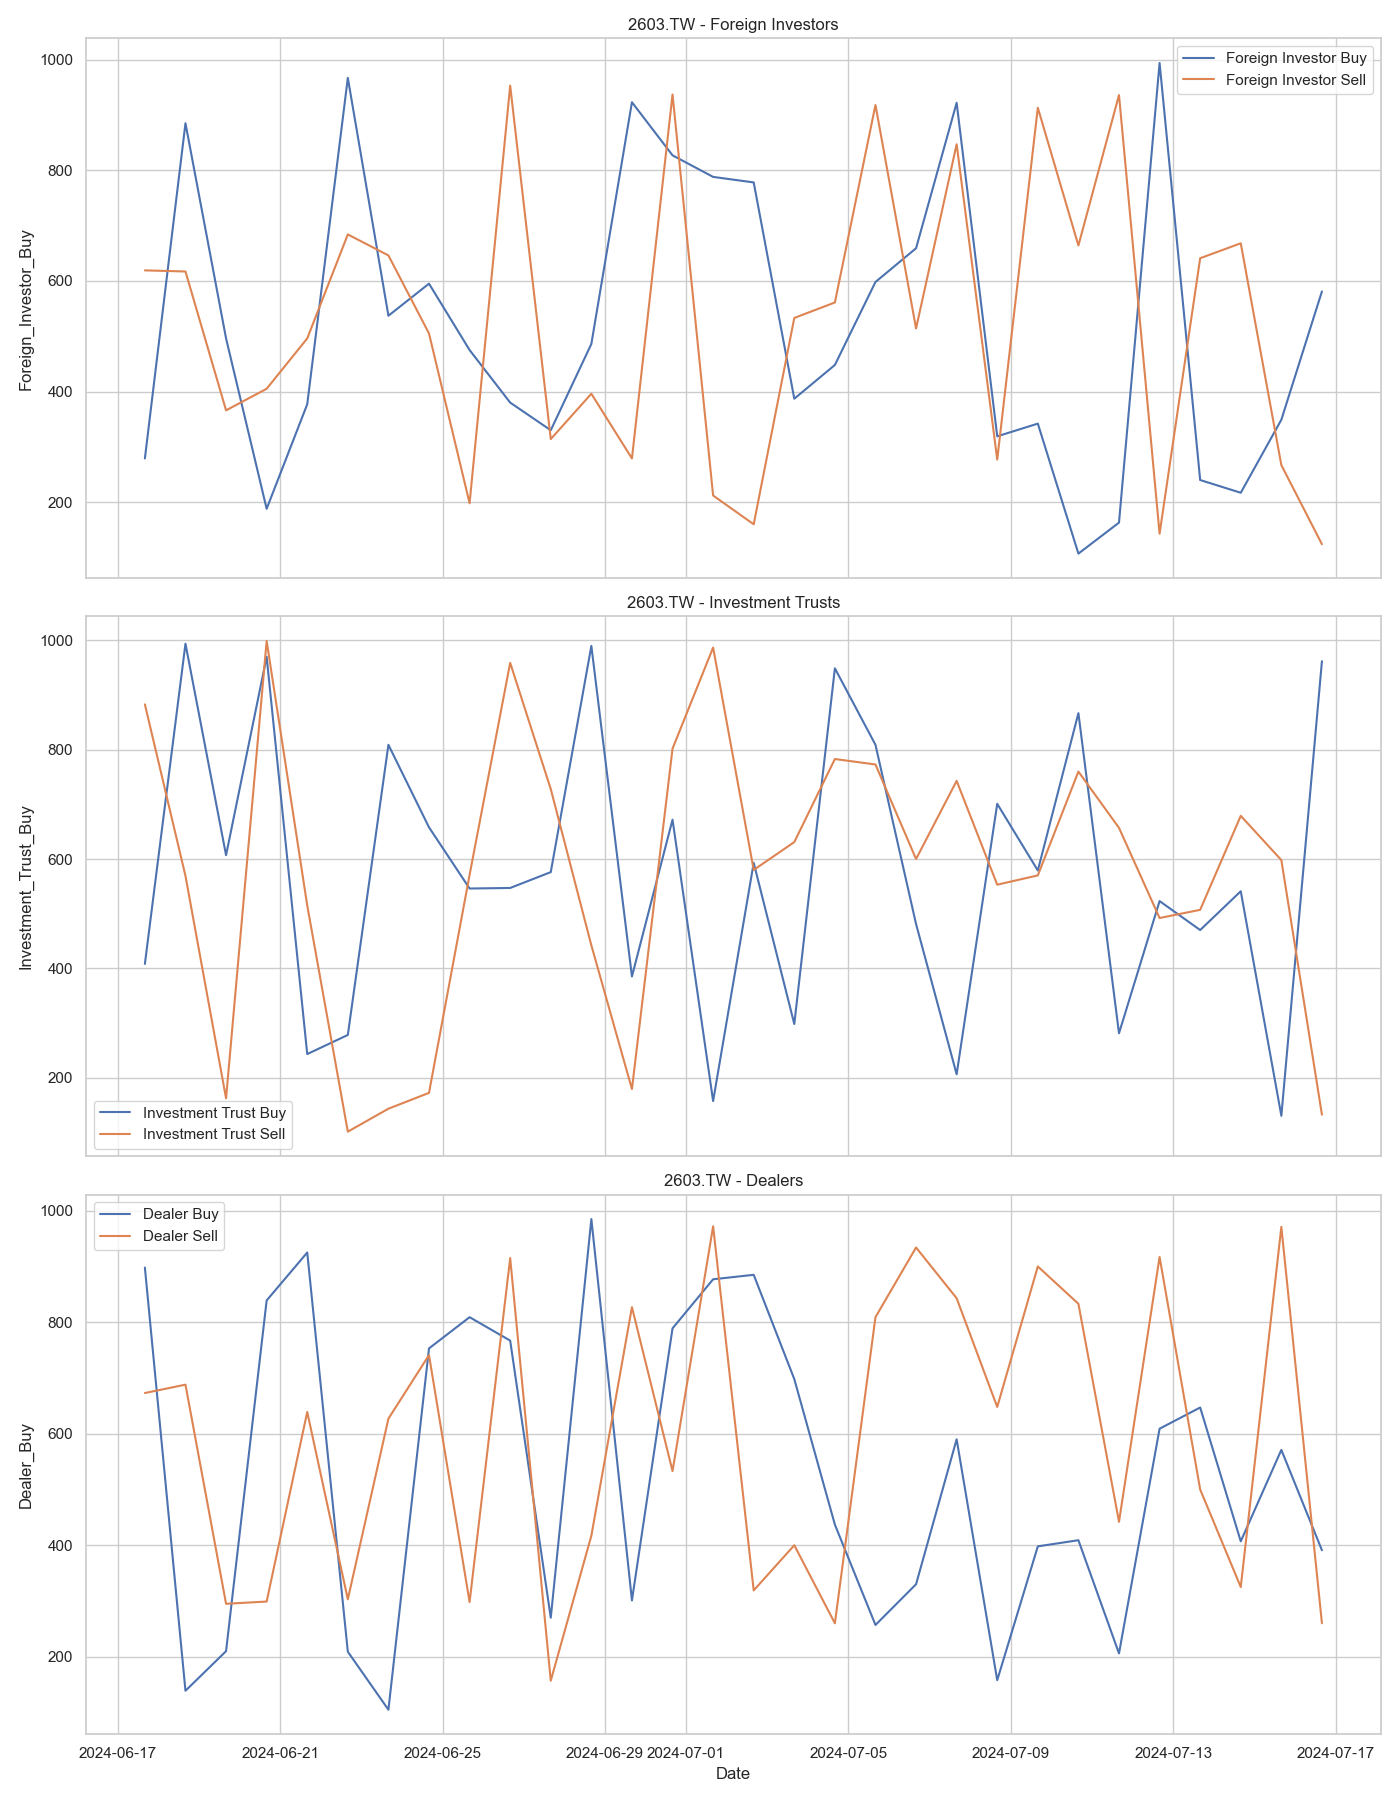 2603.TW - Foreign Investors
Foreign_Investor_Buy
1000
800
600
400
200
Foreign Investor Buy
Foreign Investor Sell
2603.TW - Investment Trusts
Investment_Trust_Buy
1000
800
600
400
200
Investment Trust Buy
Investment Trust Sell
2603.TW - Dealers
Dealer_Buy
1000
800
600
400
200
Dealer Buy
Dealer Sell
2024-06-17 2024-06-21 2024-06-25 2024-06-29 2024-07-01 2024-07-05 2024-07-09 2024-07-13 2024-07-17
Date